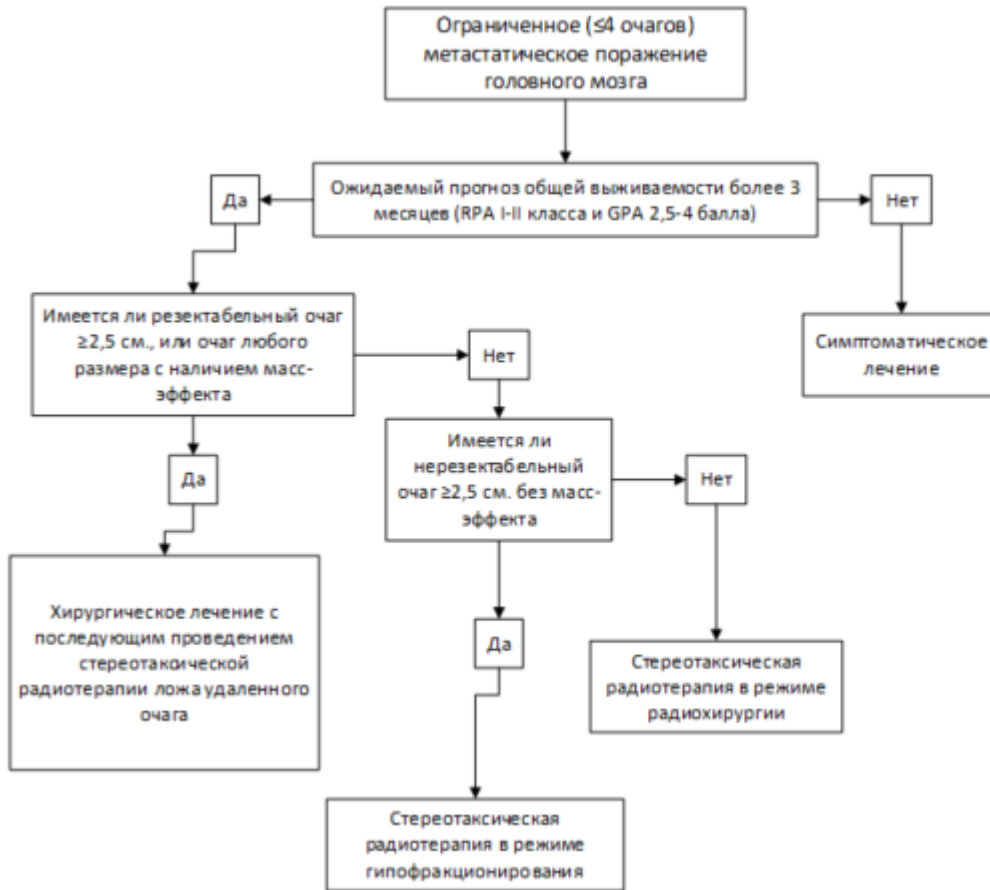 Ограниченное (≤4 очагов)
метастатическое поражение
головного мозга
Да
Ожидаемый прогноз общей выживаемости более 3
месяцев (RPA I-II класса и GPA 2,5-4 балла)
Нет
Имеется ли резектабельный очаг
≥2,5 см., или очаг любого
размера с наличием масс-
эффекта
Нет
Симптоматическое
лечение
Да
Имеется ли
нерезектабельный
очаг ≥2,5 см. без масс-
эффекта
Нет
Хирургическое лечение с
последующим проведением
стереотаксической
радиотерапии ложа удаленного
очага
Да
Стереотаксическая
радиотерапия в режиме
радиохирургии
Стереотаксическая
радиотерапия в режиме
гипофракционирования